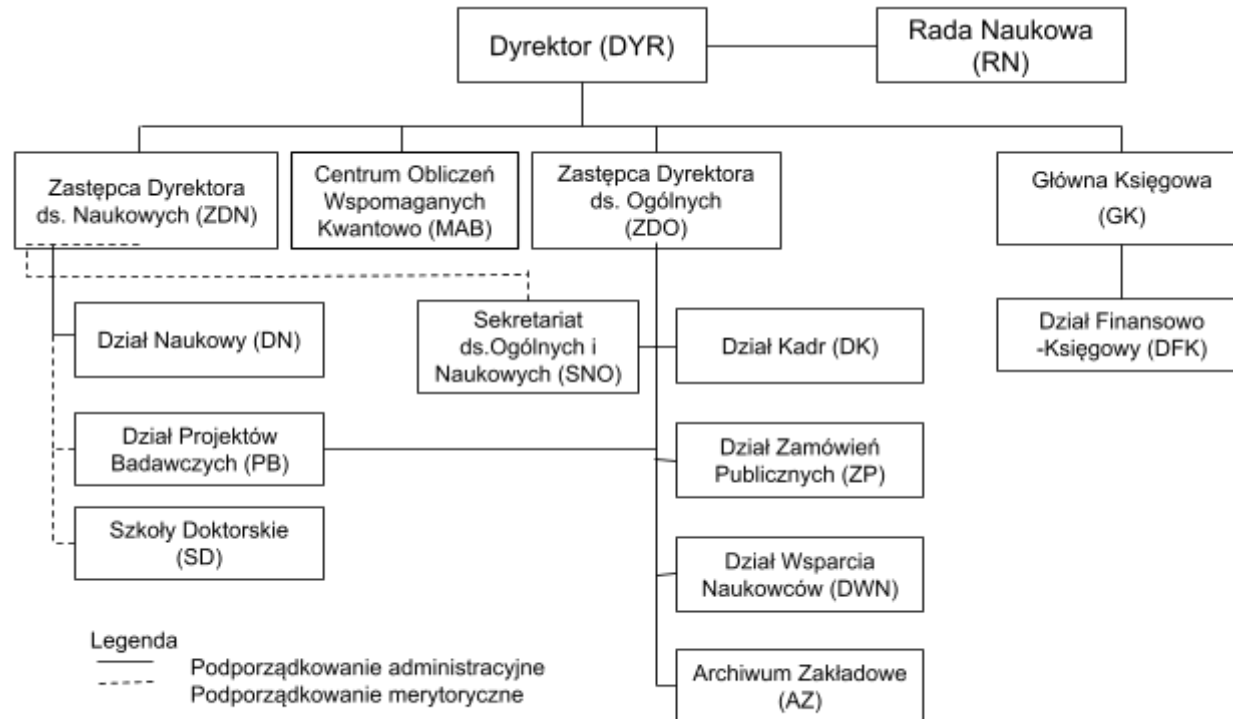 Dyrektor (DYR)
Rada Naukowa
(RN)
Zastępca Dyrektora
ds. Naukowych (ZDN)
Centrum Obliczeń
Wspomaganych
Kwantowo (MAB)
Zastępca Dyrektora
ds. Ogólnych
(ZDO)
Główna Księgowa
(GK)
Dział Naukowy (DN)
Sekretariat
ds.Ogólnych i
Naukowych (SNO)
Dział Kadr (DK)
Dział Finansowo
-Księgowy (DFK)
Dział Projektów
Badawczych (PB)
Dział Zamówień
Publicznych (ZP)
Szkoły Doktorskie
(SD)
Dział Wsparcia
Naukowców (DWN)
Archiwum Zakładowe
(AZ)
Legenda
Podporządkowanie administracyjne
Podporządkowanie merytoryczne